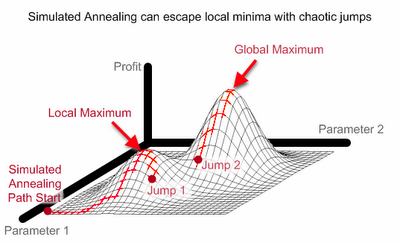 Simulated Annealing can escape local minima with chaotic jumps
Global Maximum
Profit
Local Maximum
Parameter 2
Jump 2
Simulated
Annealing
Path Start
Jump 1
Parameter 1